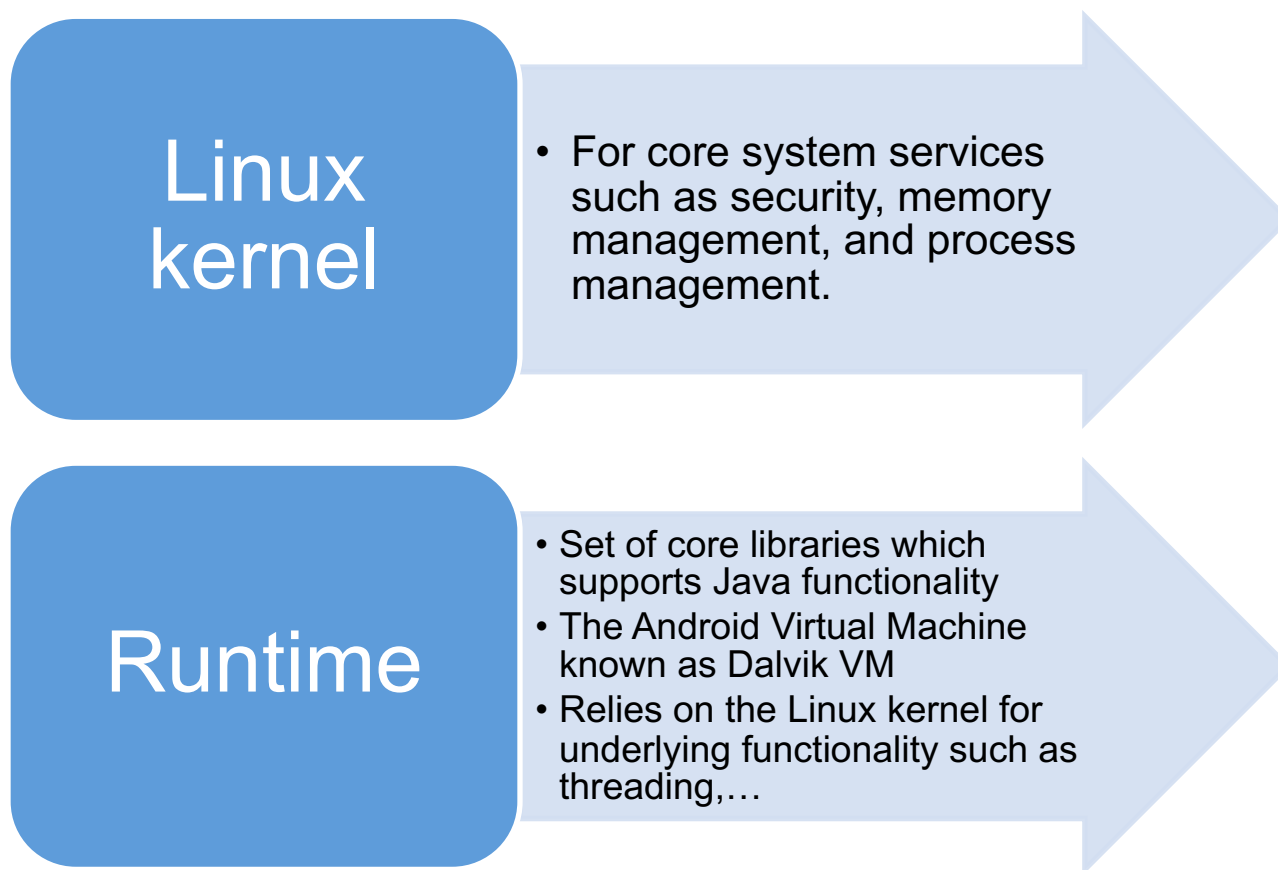 Linux
kernel
• For core system services
such as security, memory
management, and process
management.
Runtime
• Set of core libraries which
supports Java functionality
• The Android Virtual Machine
known as Dalvik VM
• Relies on the Linux kernel for
underlying functionality such as
threading,…